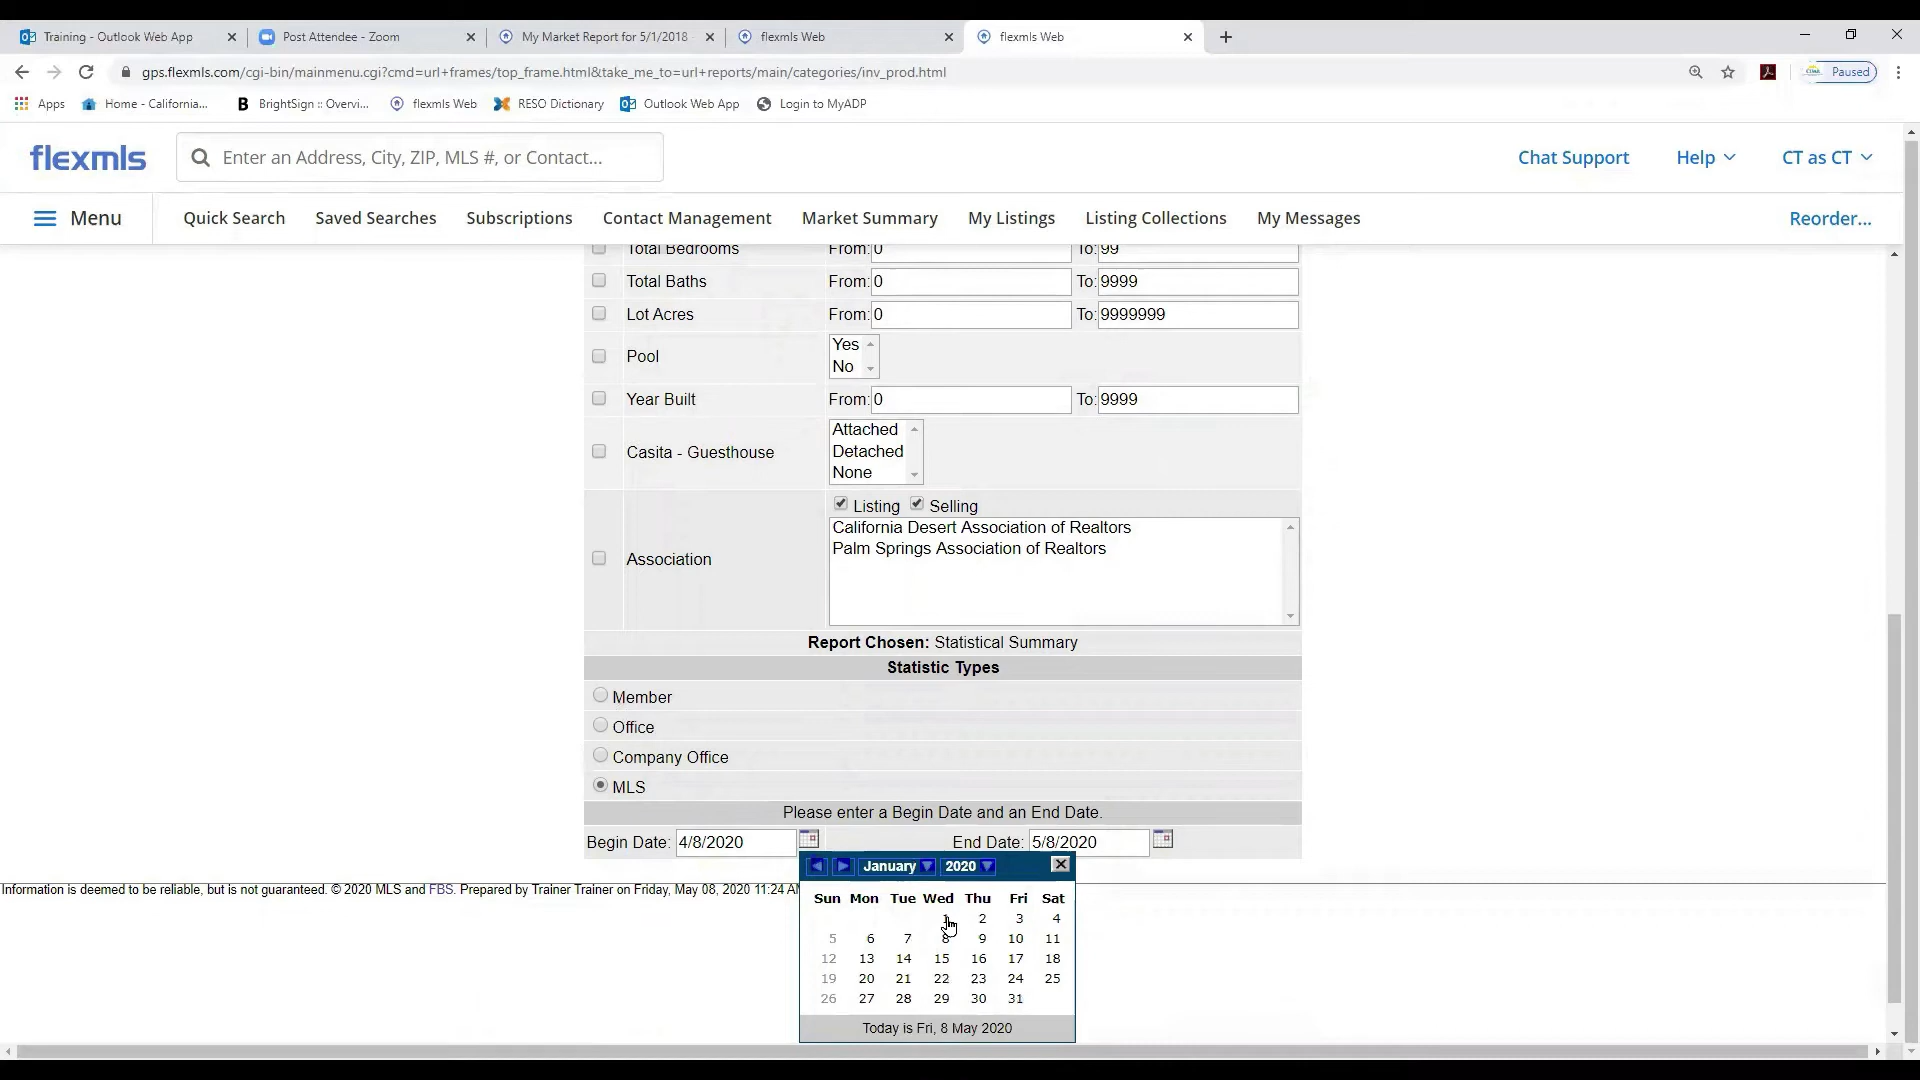 Training - Outlook Web App
Post Attendee - Zoom
My Market Report for 5/1/2018
flexmls Web
flexmls Web
gps.flexmls.com/cgi-bin/mainmenu.cgi?cmd=url+frames/top_frame.html&take_me_to=url+reports/main/categories/inv_prod.html
Paused
Apps
Home - California...
B BrightSign :: Overvi...
flexmls Web
RESO Dictionary
Outlook Web App
Login to MyADP
flexmls
Enter an Address, City, ZIP, MLS #, or Contact...
Chat Support
Help
CT as CT
Menu
Quick Search
Saved Searches
Subscriptions
Contact Management
Market Summary
My Listings
Listing Collections
My Messages
Reorder...
Total Bedrooms From: 0 To: 99
Total Baths From: 0 To: 9999
Lot Acres From: 0 To: 9999999
Pool
Yes
No
Year Built From: 0 To: 9999
Casita - Guesthouse
Attached
Detached
None
Association
Listing Selling
California Desert Association of Realtors
Palm Springs Association of Realtors
Report Chosen: Statistical Summary
Statistic Types
Member
Office
Company Office
MLS
Please enter a Begin Date and an End Date.
Begin Date: 4/8/2020 End Date: 5/8/2020
Information is deemed to be reliable, but is not guaranteed. © 2020 MLS and FBS. Prepared by Trainer Trainer on Friday, May 08, 2020 11:24 A
January 2020
Sun Mon Tue Wed Thu Fri Sat
1 2 3 4
5 6 7 8 9 10 11
12 13 14 15 16 17 18
19 20 21 22 23 24 25
26 27 28 29 30 31
Today is Fri, 8 May 2020